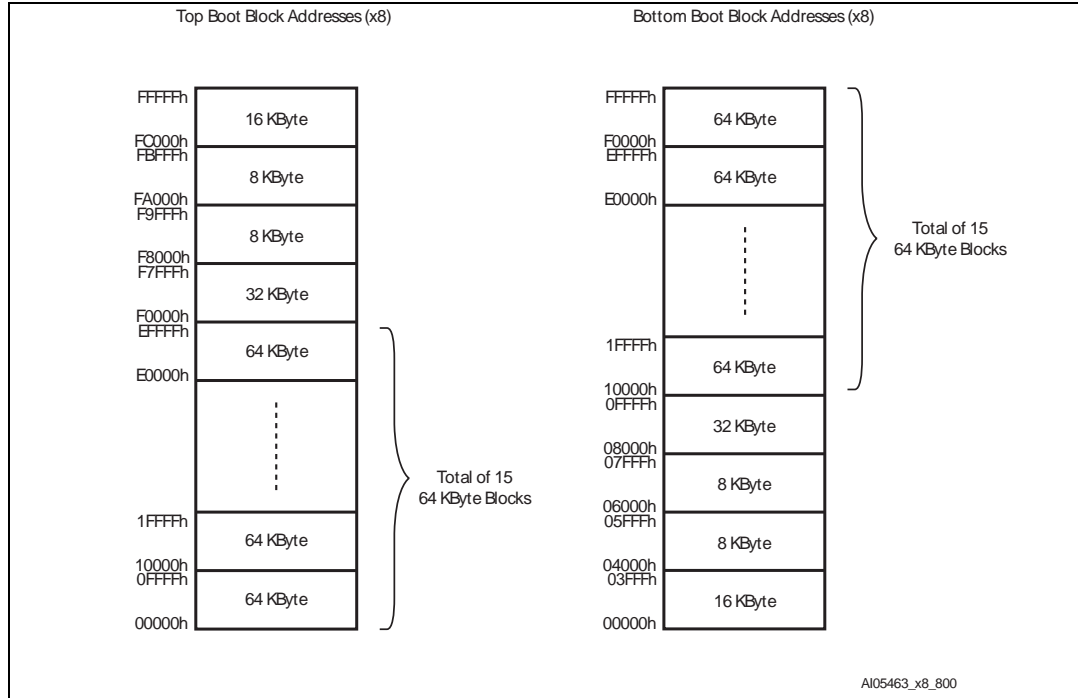 Top Boot Block Addresses (x8)
FFFFFh
16 KByte
FC000h
FBFFFh
8 KByte
FA000h
F9FFFh
8 KByte
F8000h
F7FFFh
32 KByte
F0000h
EFFFFh
64 KByte
E0000h
Total of 15
64 KByte Blocks
1FFFFh
64 KByte
10000h
0FFFFh
64 KByte
00000h
Bottom Boot Block Addresses (x8)
FFFFFh
64 KByte
F0000h
EFFFFh
64 KByte
E0000h
Total of 15
64 KByte Blocks
1FFFFh
64 KByte
10000h
0FFFFh
32 KByte
08000h
07FFFh
8 KByte
06000h
05FFFh
8 KByte
04000h
03FFFh
16 KByte
00000h
AI05463_x8_800